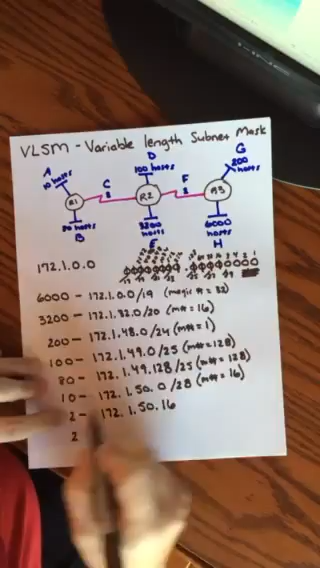 VLSM - Variable length Subnet Mask
A
10 hosts
C
D
100 hosts
F
G
200 hosts
R1
R2
R3
80 hosts
B
3200 hosts
E
6000 hosts
H
172.1.0.0
6000 - 172.1.0.0/19 (magic # = 32)
3200 - 172.1.32.0/20 (m# = 16)
200 - 172.1.48.0/24 (m# = 1)
100 - 172.1.49.0/25 (m# = 128)
80 - 172.1.49.128/25 (m# = 128)
10 - 172.1.50.0/28 (m# = 16)
2 - 172.1.50.16
2